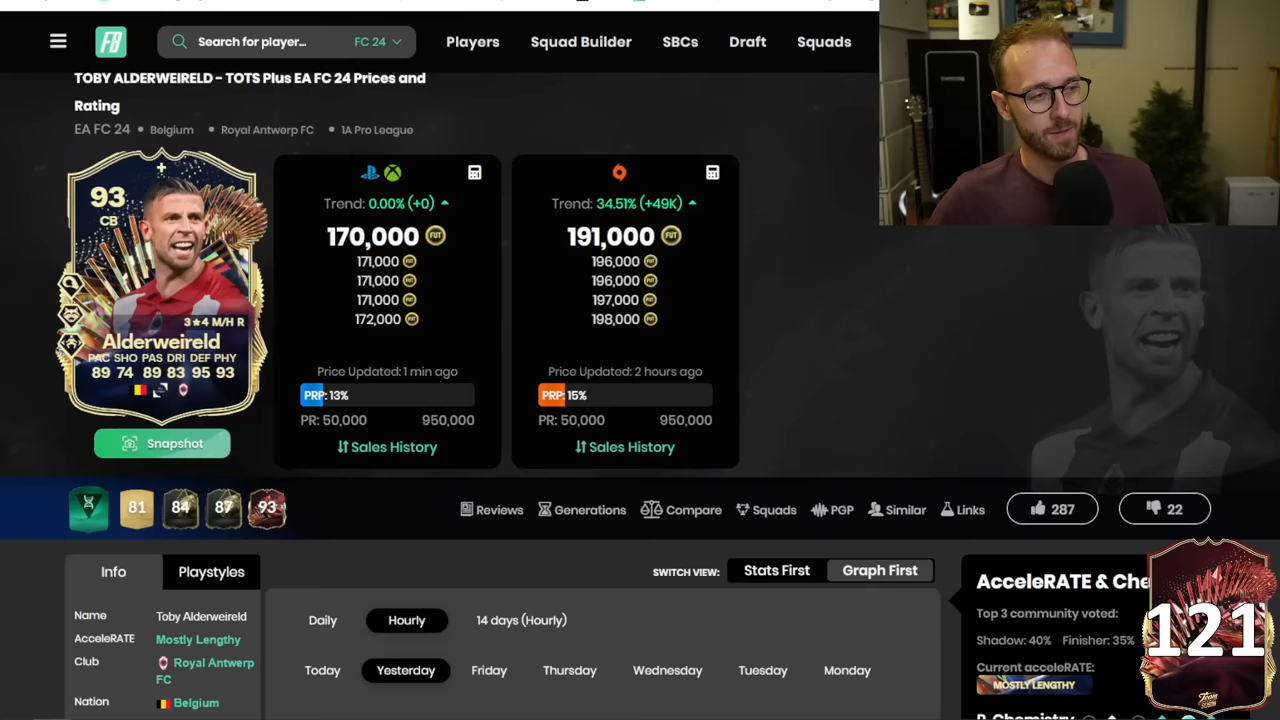 FB
Search for player...
FC 24
Players
Squad Builder
SBCs
Draft
Squads
TOBY ALDERWEIRELD - TOTS Plus EA FC 24 Prices and
Rating
EA FC 24
Belgium
Royal Antwerp FC
1A Pro League
93
CB
3★4 M/H R
Alderweireld
PAC SHO PAS DRI DEF PHY
89 74 89 83 95 93
Snapshot
Trend: 0.00% (+0)
170,000 FUT
171,000
171,000
171,000
172,000
Price Updated: 1 min ago
PRP: 13%
PR: 50,000
950,000
Sales History
Trend: 34.51% (+49K)
191,000 FUT
196,000
196,000
197,000
198,000
Price Updated: 2 hours ago
PRP: 15%
PR: 50,000
950,000
Sales History
81
84
87
93
Reviews
Generations
Compare
Squads
PGP
Similar
Links
287
22
Info
Playstyles
SWITCH VIEW:
Stats First
Graph First
Name
Toby Alderweireld
AcceleRATE
Mostly Lengthy
Club
Royal Antwerp
FC
Nation
Belgium
Daily
Hourly
14 days (Hourly)
Today
Yesterday
Friday
Thursday
Wednesday
Tuesday
Monday
AcceleRATE & Che
Top 3 community voted:
Shadow: 40%
Finisher: 35%
Current acceleRATE:
MOSTLY LENGTHY
121